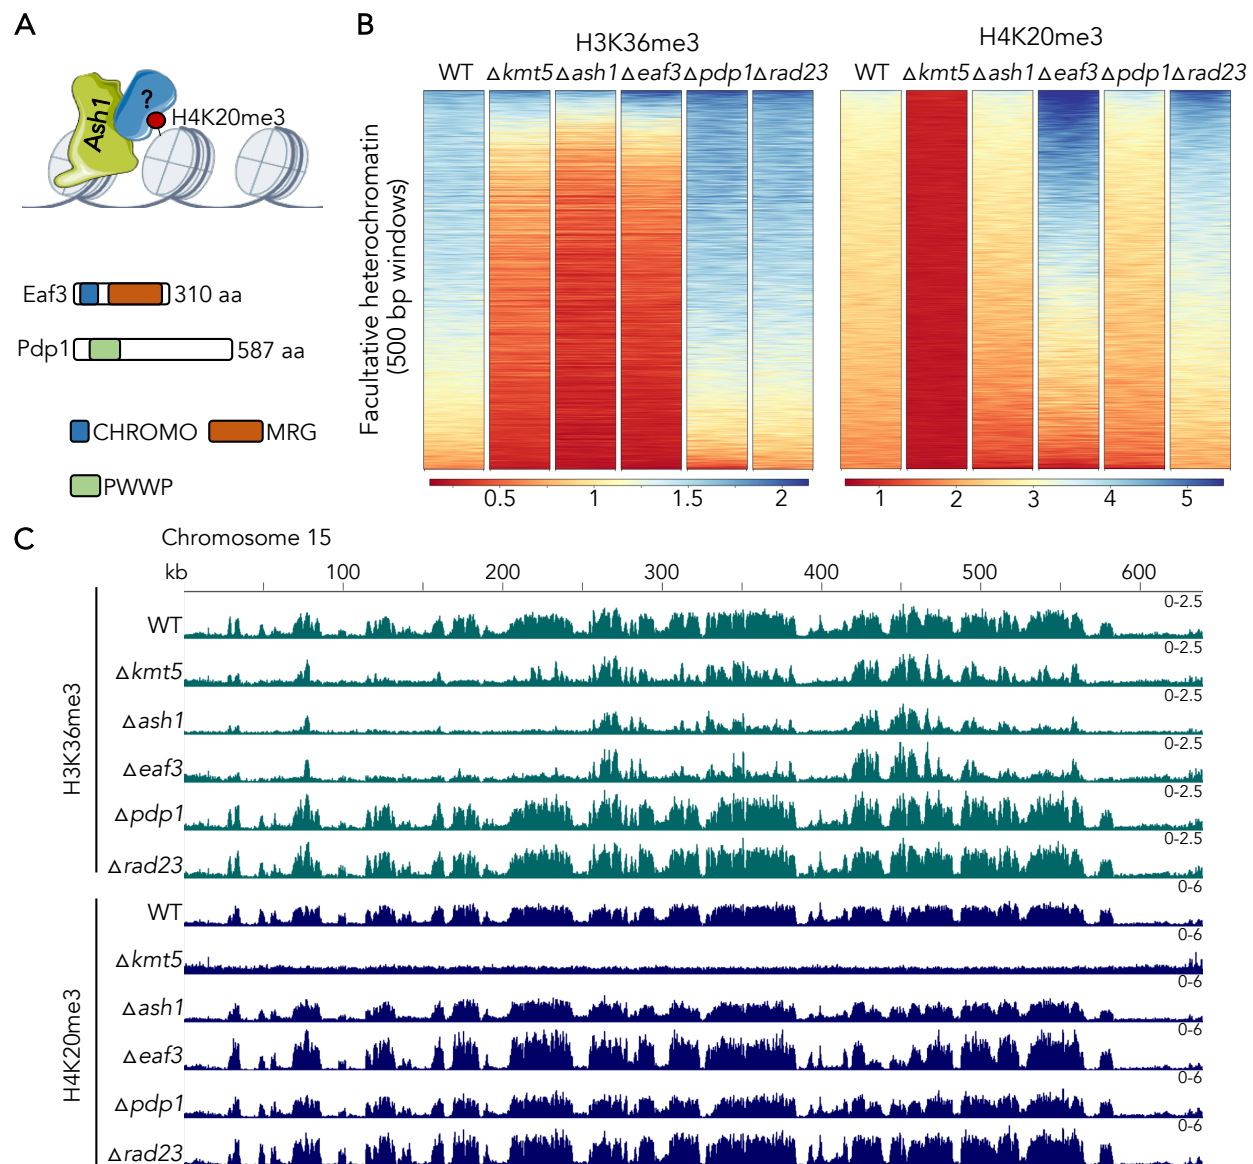 A
Ash1
?
H4K20me3
Eaf3 310 aa
Pdp1 587 aa
CHROMO MRG
PWWP
B
H3K36me3
WT Δkmt5 Δash1 Δeaf3 Δpdp1 Δrad23
H4K20me3
WT Δkmt5 Δash1 Δeaf3 Δpdp1 Δrad23
Facultative heterochromatin
(500 bp windows)
0.5 1 1.5 2
1 2 3 4 5
C
Chromosome 15
kb 100 200 300 400 500 600
H3K36me3
WT 0-2.5
Δkmt5 0-2.5
Δash1 0-2.5
Δeaf3 0-2.5
Δpdp1 0-2.5
Δrad23 0-2.5
H4K20me3
WT 0-6
Δkmt5 0-6
Δash1 0-6
Δeaf3 0-6
Δpdp1 0-6
Δrad23 0-6